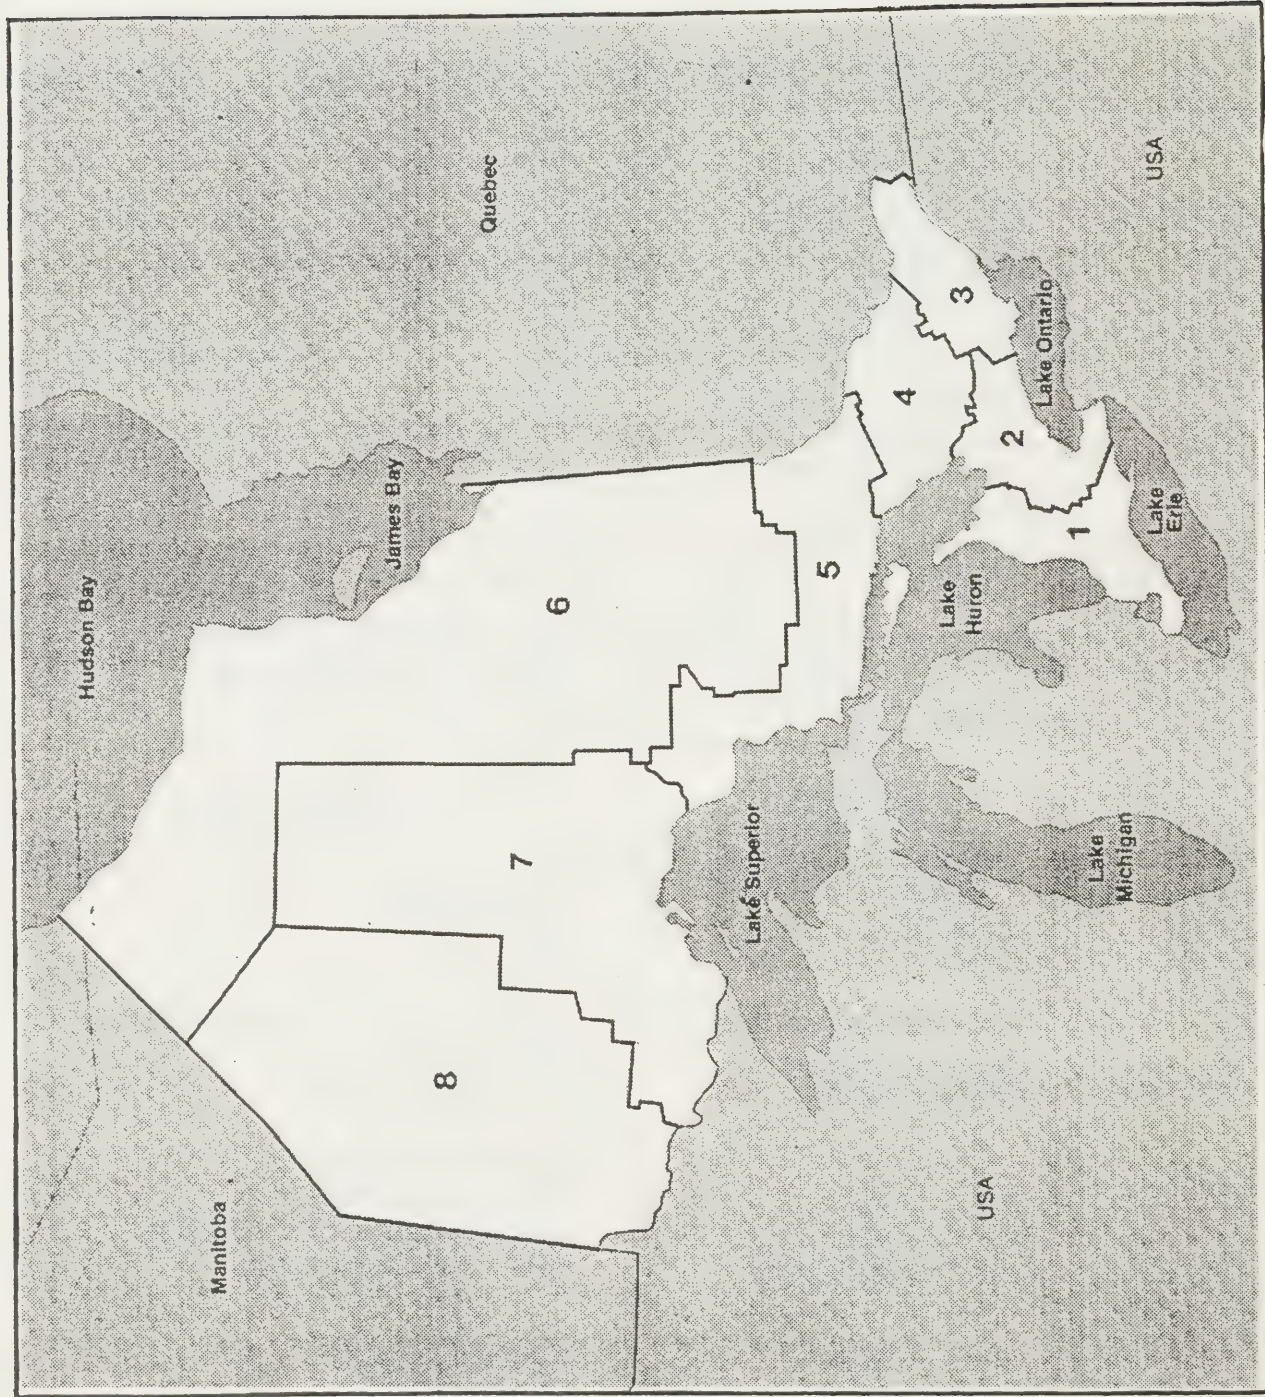 Hudson Bay
James Bay
Quebec
Manitoba
8
7
6
5
4
3
2
1
Lake Superior
Lake
Huron
Lake
Michigan
Lake Ontario
Lake
Erie
USA
USA